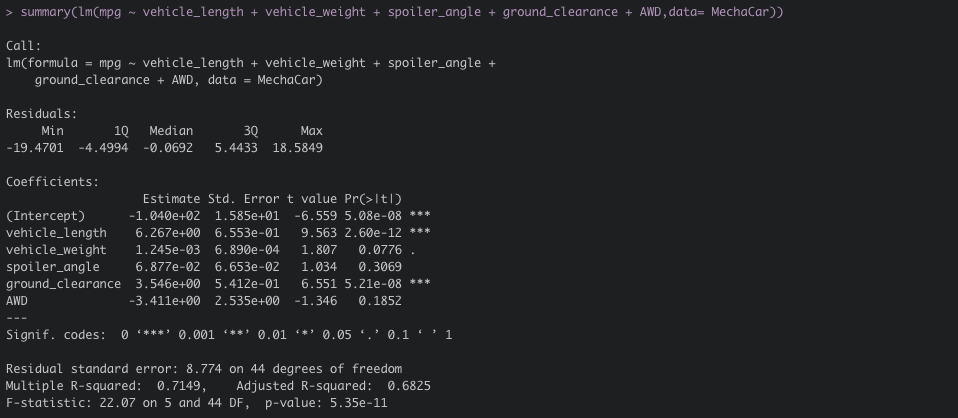 > summary(lm(mpg ~ vehicle_length + vehicle_weight + spoiler_angle + ground_clearance + AWD,data= MechaCar))

Call:
lm(formula = mpg ~ vehicle_length + vehicle_weight + spoiler_angle +
    ground_clearance + AWD, data = MechaCar)

Residuals:
     Min       1Q   Median       3Q      Max
-19.4701  -4.4994  -0.0692   5.4433  18.5849

Coefficients:
                   Estimate Std. Error t value Pr(>|t|)
(Intercept)      -1.040e+02  1.585e+01  -6.559 5.08e-08 ***
vehicle_length    6.267e+00  6.553e-01   9.563 2.60e-12 ***
vehicle_weight    1.245e-03  6.890e-04   1.807   0.0776 .
spoiler_angle     6.877e-02  6.653e-02   1.034   0.3069
ground_clearance  3.546e+00  5.412e-01   6.551 5.21e-08 ***
AWD              -3.411e+00  2.535e+00  -1.346   0.1852
---
Signif. codes:  0 ‘***’ 0.001 ‘**’ 0.01 ‘*’ 0.05 ‘.’ 0.1 ‘ ’ 1

Residual standard error: 8.774 on 44 degrees of freedom
Multiple R-squared:  0.7149,    Adjusted R-squared:  0.6825
F-statistic: 22.07 on 5 and 44 DF,  p-value: 5.35e-11